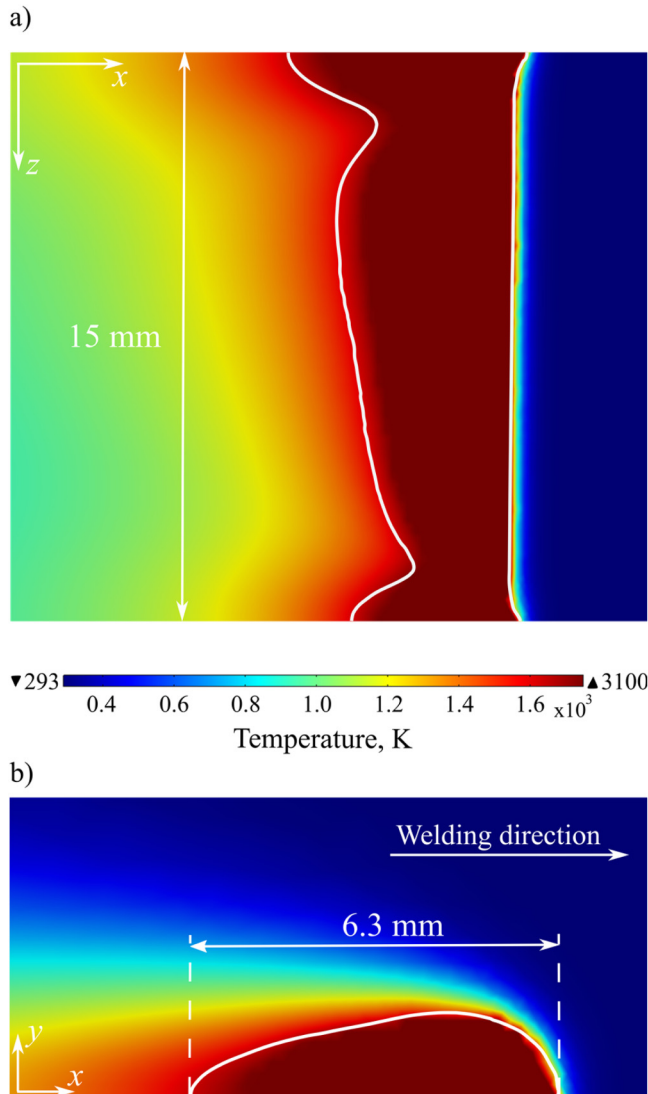 a)
x
z
15 mm
▼293 ▲3100
0.4 0.6 0.8 1.0 1.2 1.4 1.6 x10³
Temperature, K
b)
Welding direction
6.3 mm
y
x